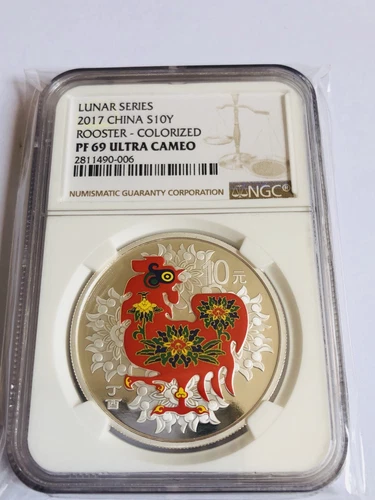 LUNAR SERIES
2017 CHINA S10Y
ROOSTER - COLORIZED
PF 69 ULTRA CAMEO
2811490-006
NUMISMATIC GUARANTY CORPORATION
NGC®
10元
丁
酉